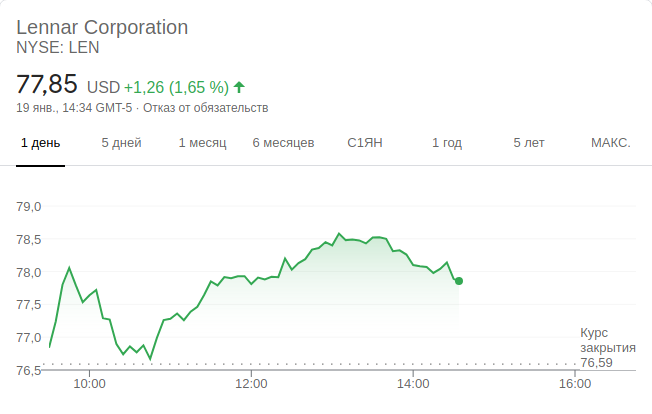 Lennar Corporation
NYSE: LEN
77,85 USD +1,26 (1,65 %)
19 янв., 14:34 GMT-5 · Отказ от обязательств
1 день 5 дней 1 месяц 6 месяцев С1ЯН 1 год 5 лет МАКС.
79,0
78,5
78,0
77,5
77,0
76,5
Курс
закрытия
76,59
10:00 12:00 14:00 16:00